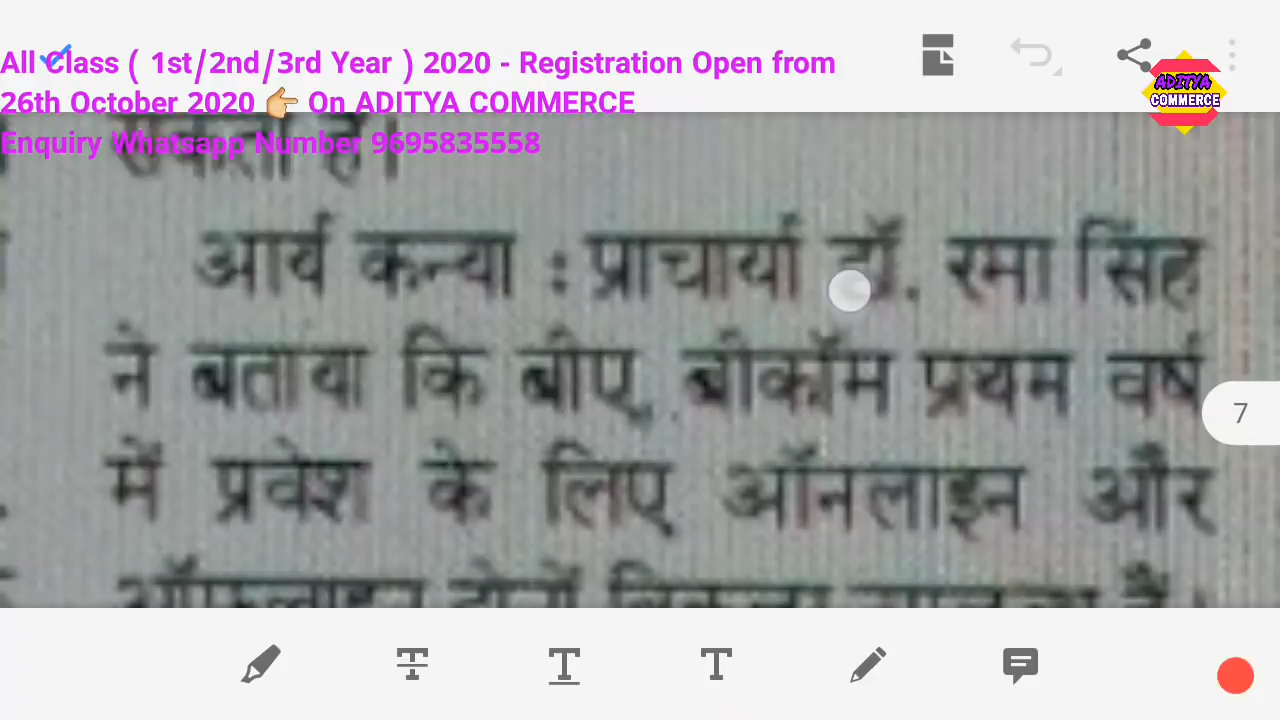 All Class ( 1st/2nd/3rd Year ) 2020 - Registration Open from
26th October 2020 👉 On ADITYA COMMERCE
Enquiry Whatsapp Number 9695835558
ADITYA
COMMERCE
सकता है।
आर्य कन्या : प्राचार्या डॉ. रमा सिंह
ने बताया कि बीए, बीकॉम प्रथम वर्ष
7
में प्रवेश के लिए ऑनलाइन और